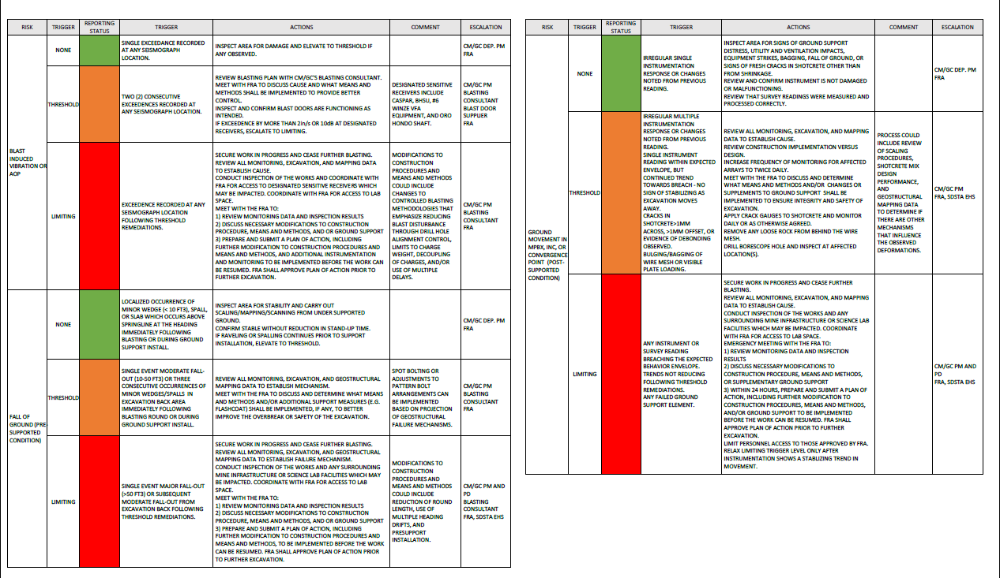 RISK TRIGGER REPORTING STATUS TRIGGER ACTIONS COMMENT ESCALATION
BLAST
INDUCED
VIBRATION OR
AOP
NONE
SINGLE EXCEEDANCE RECORDED
AT ANY SEISMOGRAPH
LOCATION.
INSPECT AREA FOR DAMAGE AND ELEVATE TO THRESHOLD IF
ANY OBSERVED.
CM/GC DEP. PM
FRA
THRESHOLD
TWO (2) CONSECUTIVE
EXCEEDENCES RECORDED AT
ANY SEISMOGRAPH LOCATION.
REVIEW BLASTING PLAN WITH CM/GC'S BLASTING CONSULTANT.
MEET WITH FRA TO DISCUSS CAUSE AND WHAT MEANS AND
METHODS SHALL BE IMPLEMENTED TO PROVIDE BETTER
CONTROL.
INSPECT AND CONFIRM BLAST DOORS ARE FUNCTIONING AS
INTENDED.
IF EXCEEDENCE BY MORE THAN 2in/s OR 10dB AT DESIGNATED
RECEIVERS, ESCALATE TO LIMITING.
DESIGNATED SENSITIVE
RECEIVERS INCLUDE
CASPAR, BHSU, #6
WINZE VFA
EQUIPMENT, AND ORO
HONDO SHAFT.
CM/GC PM
BLASTING
CONSULTANT
BLAST DOOR
SUPPLIER
FRA
LIMITING
EXCEEDENCE RECORDED AT ANY
SEISMOGRAPH LOCATION
FOLLOWING THRESHOLD
REMEDIATIONS.
SECURE WORK IN PROGRESS AND CEASE FURTHER BLASTING.
REVIEW ALL MONITORING, EXCAVATION, AND MAPPING DATA
TO ESTABLISH CAUSE.
CONDUCT INSPECTION OF THE WORKS AND COORDINATE WITH
FRA FOR ACCESS TO DESIGNATED SENSITIVE RECEIVERS WHICH
MAY BE IMPACTED. COORDINATE WITH FRA FOR ACCESS TO LAB
SPACE.
MEET WITH THE FRA TO:
1) REVIEW MONITORING DATA AND INSPECTION RESULTS
2) DISCUSS NECESSARY MODIFICATIONS TO CONSTRUCTION
PROCEDURE, MEANS AND METHODS, AND OR GROUND SUPPORT
3) PREPARE AND SUBMIT A PLAN OF ACTION, INCLUDING
FURTHER MODIFICATION TO CONSTRUCTION PROCEDURES AND
MEANS AND METHODS, AND ADDITIONAL INSTRUMENTATION
AND MONITORING TO BE IMPLEMENTED BEFORE THE WORK CAN
BE RESUMED. FRA SHALL APPROVE PLAN OF ACTION PRIOR TO
FURTHER EXCAVATION.
MODIFICATIONS TO
CONSTRUCTION
PROCEDURES AND
MEANS AND METHODS
COULD INCLUDE
CHANGES TO
CONTROLLED BLASTING
METHODOLOGIES THAT
EMPHASIZE REDUCING
BLAST DISTURBANCE
THROUGH DRILL HOLE
ALIGNMENT CONTROL,
LIMITS TO CHARGE
WEIGHT, DECOUPLING
OF CHARGES, AND/OR
USE OF MULTIPLE
DELAYS.
CM/GC PM
BLASTING
CONSULTANT
FRA
FALL OF
GROUND (PRE-
SUPPORTED
CONDITION)
NONE
LOCALIZED OCCURRENCE OF
MINOR WEDGE (< 10 FT3), SPALL,
OR SLAB WHICH OCCURS ABOVE
SPRINGLINE AT THE HEADING
IMMEDIATELY FOLLOWING
BLASTING OR DURING GROUND
SUPPORT INSTALL.
INSPECT AREA FOR STABILITY AND CARRY OUT
SCALING/MAPPING/SCANNING FROM UNDER SUPPORTED
GROUND.
CONFIRM STABLE WITHOUT REDUCTION IN STAND-UP TIME.
IF RAVELING OR SPALLING CONTINUES PRIOR TO SUPPORT
INSTALLATION, ELEVATE TO THRESHOLD.
CM/GC DEP. PM
FRA
THRESHOLD
SINGLE EVENT MODERATE FALL-
OUT (10-50 FT3) OR THREE
CONSECUTIVE OCCURRENCES OF
MINOR WEDGES/SPALLS IN
EXCAVATION BACK AREA
IMMEDIATELY FOLLOWING
BLASTING ROUND OR DURING
GROUND SUPPORT INSTALL.
REVIEW ALL MONITORING, EXCAVATION, AND GEOSTRUCTURAL
MAPPING DATA TO ESTABLISH MECHANISM.
MEET WITH THE FRA TO DISCUSS AND DETERMINE WHAT MEANS
AND METHODS AND/OR ADDITIONAL SUPPORT MEASURES (E.G.
FLASHCOAT) SHALL BE IMPLEMENTED, IF ANY, TO BETTER
IMPROVE THE OVERBREAK OR SAFETY OF THE EXCAVATION.
SPOT BOLTING OR
ADJUSTMENTS TO
PATTERN BOLT
ARRANGEMENTS CAN
BE IMPLEMENTED
BASED ON PROJECTION
OF GEOSTRUCTURAL
FAILURE MECHANISMS.
CM/GC PM
BLASTING
CONSULTANT
FRA
LIMITING
SINGLE EVENT MAJOR FALL-OUT
(>50 FT3) OR SUBSEQUENT
MODERATE FALL-OUT FROM
EXCAVATION BACK FOLLOWING
THRESHOLD REMEDIATIONS.
SECURE WORK IN PROGRESS AND CEASE FURTHER BLASTING.
REVIEW ALL MONITORING, EXCAVATION, AND GEOSTRUCTURAL
MAPPING DATA TO ESTABLISH FAILURE MECHANISM.
CONDUCT INSPECTION OF THE WORKS AND ANY SURROUNDING
MINE INFRASTRUCTURE OR SCIENCE LAB FACILITIES WHICH MAY
BE IMPACTED. COORDINATE WITH FRA FOR ACCESS TO LAB
SPACE.
MEET WITH THE FRA TO:
1) REVIEW MONITORING DATA AND INSPECTION RESULTS
2) DISCUSS NECESSARY MODIFICATIONS TO CONSTRUCTION
PROCEDURE, MEANS AND METHODS, AND OR GROUND SUPPORT
3) PREPARE AND SUBMIT A PLAN OF ACTION, INCLUDING
FURTHER MODIFICATION TO CONSTRUCTION PROCEDURES AND
MEANS AND METHODS, TO BE IMPLEMENTED BEFORE THE WORK
CAN BE RESUMED. FRA SHALL APPROVE PLAN OF ACTION PRIOR
TO FURTHER EXCAVATION.
MODIFICATIONS TO
CONSTRUCTION
PROCEDURES AND
MEANS AND METHODS
COULD INCLUDE
REDUCTION OF ROUND
LENGTH, USE OF
MULTIPLE HEADING
DRIFTS, AND
PRESUPPORT
INSTALLATION.
CM/GC PM AND
PD
BLASTING
CONSULTANT
FRA, SDSTA EHS
RISK TRIGGER REPORTING STATUS TRIGGER ACTIONS COMMENT ESCALATION
GROUND
MOVEMENT IN
MPBX, INC, OR
CONVERGENCE
POINT (POST-
SUPPORTED
CONDITION)
NONE
IRREGULAR SINGLE
INSTRUMENTATION
RESPONSE OR CHANGES
NOTED FROM PREVIOUS
READING.
INSPECT AREA FOR SIGNS OF GROUND SUPPORT
DISTRESS, UTILITY AND VENTILATION IMPACTS,
EQUIPMENT STRIKES, BAGGING, FALL OF GROUND, OR
SIGNS OF FRESH CRACKS IN SHOTCRETE OTHER THAN
FROM SHRINKAGE.
REVIEW AND CONFIRM INSTRUMENT IS NOT DAMAGED
OR MALFUNCTIONING.
REVIEW THAT SURVEY READINGS WERE MEASURED AND
PROCESSED CORRECTLY.
CM/GC DEP. PM
FRA
THRESHOLD
IRREGULAR MULTIPLE
INSTRUMENTATION
RESPONSE OR CHANGES
NOTED FROM PREVIOUS
READING.
SINGLE INSTRUMENT
READING WITHIN EXPECTED
ENVELOPE, BUT
CONTINUED TREND
TOWARDS BREACH - NO
SIGN OF STABILIZING AS
EXCAVATION MOVES
AWAY.
CRACKS IN
SHOTCRETE>1MM
ACROSS, >1MM OFFSET, OR
EVIDENCE OF DEBONDING
OBSERVED.
BULGING/BAGGING OF
WIRE MESH OR VISIBLE
PLATE LOADING.
REVIEW ALL MONITORING, EXCAVATION, AND MAPPING
DATA TO ESTABLISH CAUSE.
REVIEW CONSTRUCTION IMPLEMENTATION VERSUS
DESIGN.
INCREASE FREQUENCY OF MONITORING FOR AFFECTED
ARRAYS TO TWICE DAILY.
MEET WITH THE FRA TO DISCUSS AND DETERMINE
WHAT MEANS AND METHODS AND/OR CHANGES OR
SUPPLEMENTS TO GROUND SUPPORT SHALL BE
IMPLEMENTED TO ENSURE INTEGRITY AND SAFETY OF
EXCAVATION.
APPLY CRACK GAUGES TO SHOTCRETE AND MONITOR
DAILY OR AS OTHERWISE AGREED.
REMOVE ANY LOOSE ROCK FROM BEHIND THE WIRE
MESH.
DRILL BORESCOPE HOLE AND INSPECT AT AFFECTED
LOCATION(S).
PROCESS COULD
INCLUDE REVIEW
OF SCALING
PROCEDURES,
SHOTCRETE MIX
DESIGN
PERFORMANCE,
AND
GEOSTRUCTURAL
MAPPING DATA
TO DETERMINE IF
THERE ARE OTHER
MECHANISMS
THAT INFLUENCE
THE OBSERVED
DEFORMATIONS.
CM/GC PM
FRA, SDSTA EHS
LIMITING
ANY INSTRUMENT OR
SURVEY READING
BREACHING THE EXPECTED
BEHAVIOR ENVELOPE.
TRENDS NOT REDUCING
FOLLOWING THRESHOLD
REMEDIATIONS.
ANY FAILED GROUND
SUPPORT ELEMENT.
SECURE WORK IN PROGRESS AND CEASE FURTHER
BLASTING.
REVIEW ALL MONITORING, EXCAVATION, AND MAPPING
DATA TO ESTABLISH CAUSE.
CONDUCT INSPECTION OF THE WORKS AND ANY
SURROUNDING MINE INFRASTRUCTURE OR SCIENCE LAB
FACILITIES WHICH MAY BE IMPACTED. COORDINATE
WITH FRA FOR ACCESS TO LAB SPACE.
EMERGENCY MEETING WITH THE FRA TO:
1) REVIEW MONITORING DATA AND INSPECTION
RESULTS
2) DISCUSS NECESSARY MODIFICATIONS TO
CONSTRUCTION PROCEDURE, MEANS AND METHODS,
OR SUPPLEMENTARY GROUND SUPPORT
3) WITHIN 24 HOURS, PREPARE AND SUBMIT A PLAN OF
ACTION, INCLUDING FURTHER MODIFICATION TO
CONSTRUCTION PROCEDURES, MEANS AND METHODS,
AND/OR GROUND SUPPORT TO BE IMPLEMENTED
BEFORE THE WORK CAN BE RESUMED. FRA SHALL
APPROVE PLAN OF ACTION PRIOR TO FURTHER
EXCAVATION.
LIMIT PERSONNEL ACCESS TO THOSE APPROVED BY FRA.
RELAX LIMITING TRIGGER LEVEL ONLY AFTER
INSTRUMENTATION SHOWS A STABLIZING TREND IN
MOVEMENT.
CM/GC PM AND
PD
FRA, SDSTA EHS